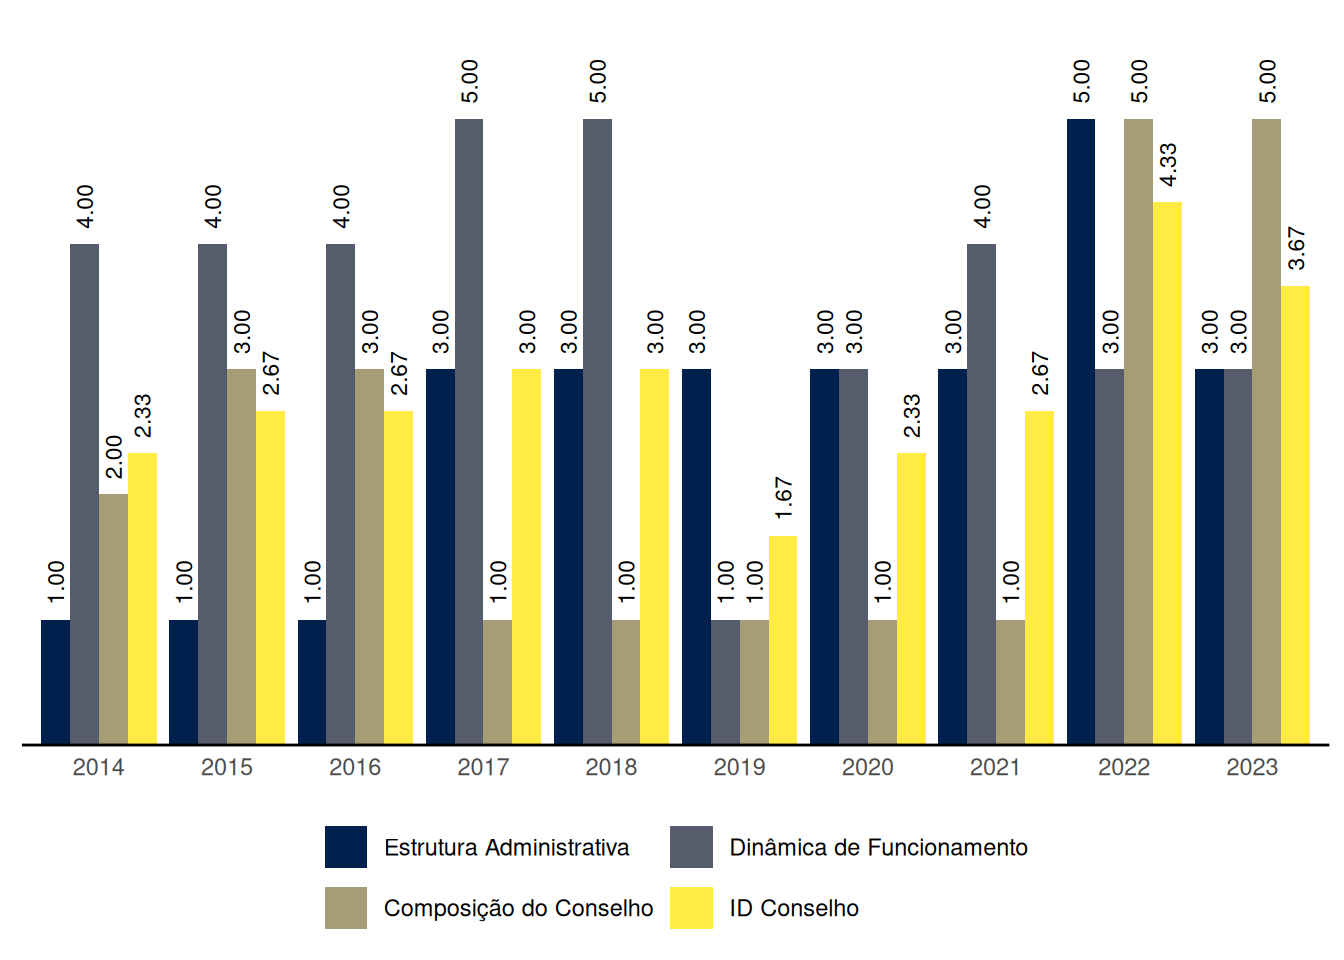 1.00 4.00 2.00 2.33
1.00 4.00 3.00 2.67
1.00 4.00 3.00 2.67
3.00 5.00 1.00 3.00
3.00 5.00 1.00 3.00
3.00 1.00 1.00 1.67
3.00 3.00 1.00 2.33
3.00 4.00 1.00 2.67
5.00 3.00 5.00 4.33
3.00 3.00 5.00 3.67
2014 2015 2016 2017 2018 2019 2020 2021 2022 2023
Estrutura Administrativa Dinâmica de Funcionamento
Composição do Conselho ID Conselho